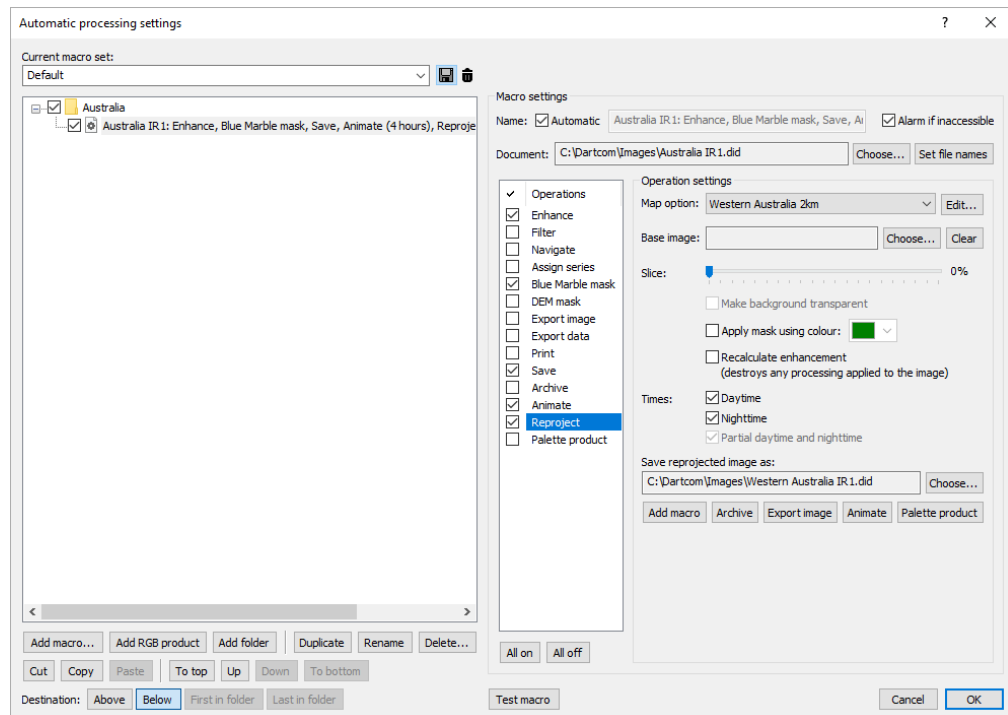 Automatic processing settings
?
Current macro set:
Default
Australia
Australia IR1: Enhance, Blue Marble mask, Save, Animate (4 hours), Reproje
Add macro... Add RGB product Add folder Duplicate Rename Delete...
Cut Copy Paste To top Up Down To bottom
Destination: Above Below First in folder Last in folder
Macro settings
Name: Automatic Australia IR1: Enhance, Blue Marble mask, Save, Ai Alarm if inaccessible
Document: C:\Dartcom\Images\Australia IR1.did Choose... Set file names
Operations
Enhance
Filter
Navigate
Assign series
Blue Marble mask
DEM mask
Export image
Export data
Print
Save
Archive
Animate
Reproject
Palette product
All on All off
Operation settings
Map option: Western Australia 2km Edit...
Base image: Choose... Clear
Slice: 0%
Make background transparent
Apply mask using colour:
Recalculate enhancement
(destroys any processing applied to the image)
Times: Daytime
Nighttime
Partial daytime and nighttime
Save reprojected image as:
C:\Dartcom\Images\Western Australia IR1.did Choose...
Add macro Archive Export image Animate Palette product
Test macro Cancel OK